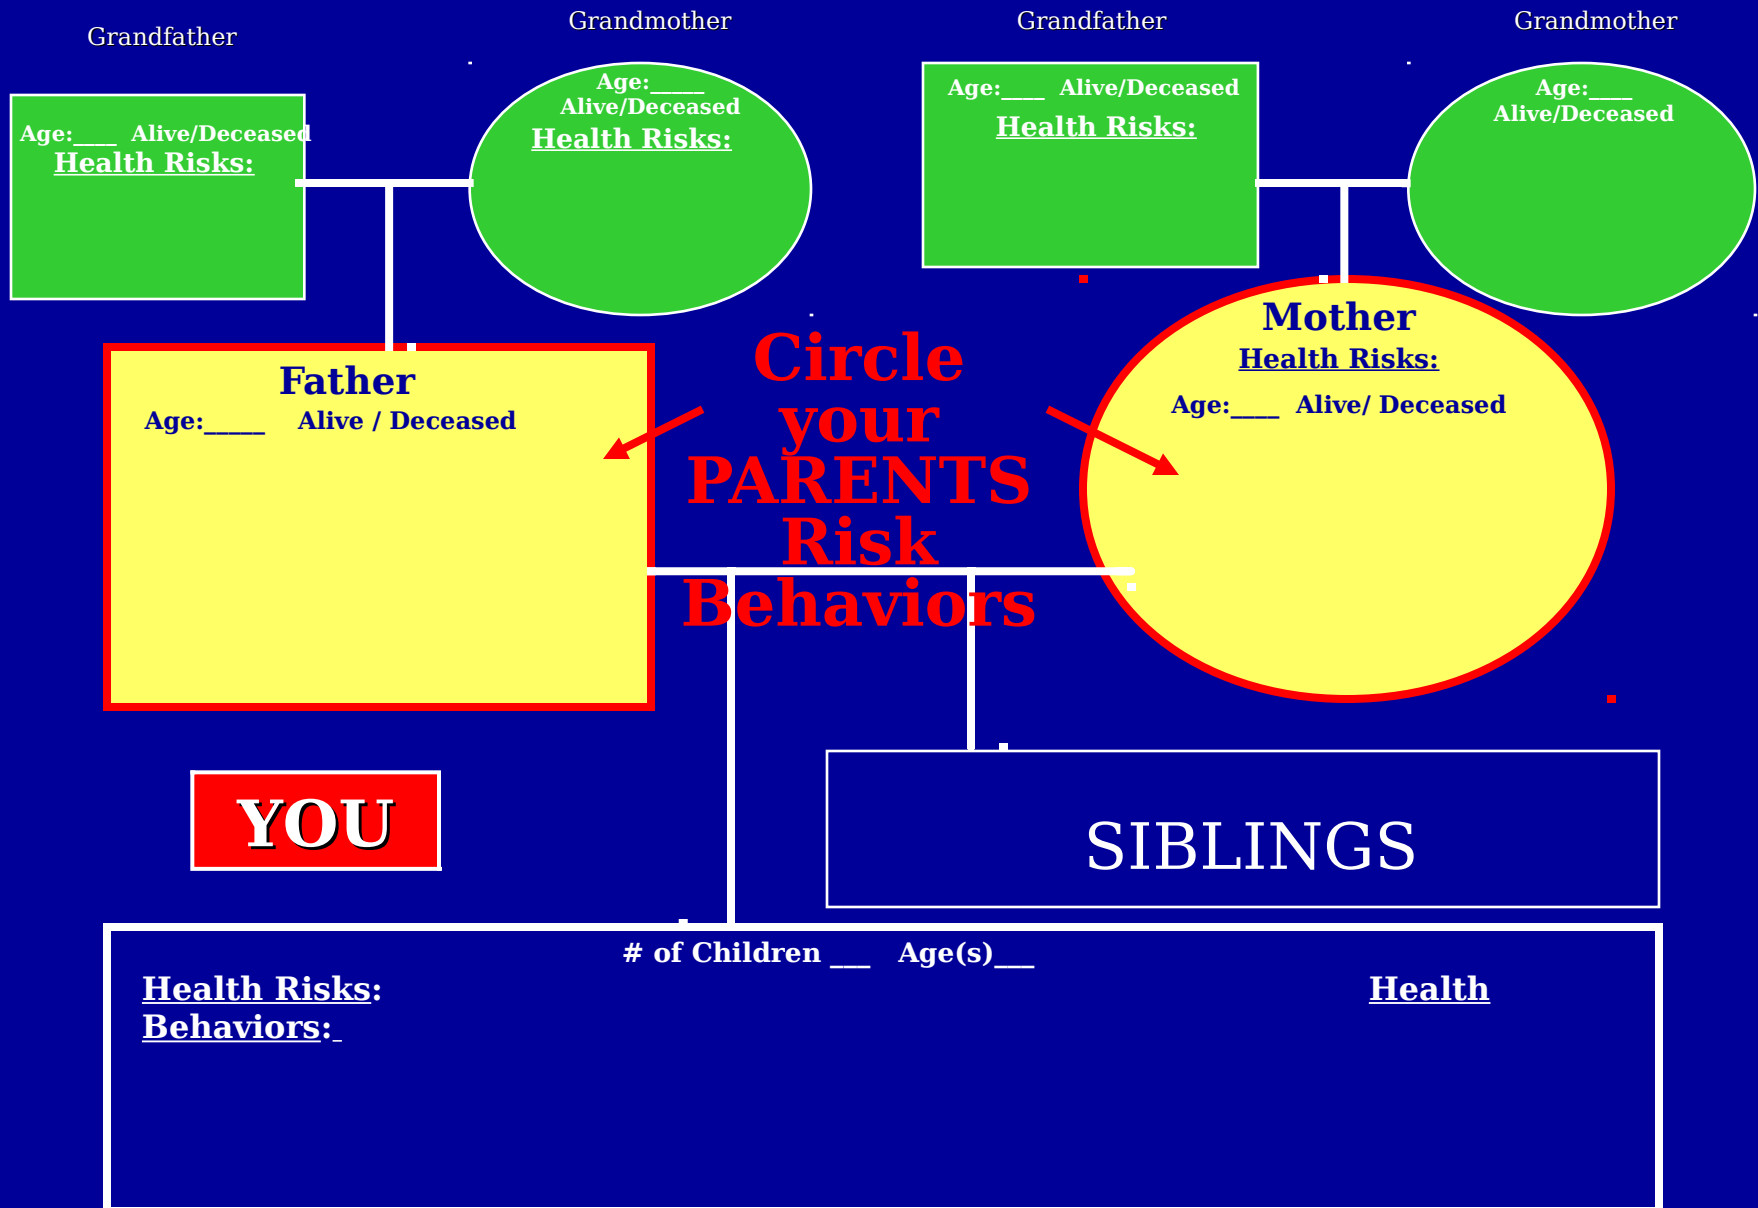 Grandfather
Grandmother
Grandfather
Grandmother
Age:____  Alive/Deceased
Health Risks:
Age:_____
Alive/Deceased
Health Risks:
Age:____  Alive/Deceased
Health Risks:
Age:____
Alive/Deceased
Father
Age:_____    Alive / Deceased
Circle
your
PARENTS
Risk
Behaviors
Mother
Health Risks:
Age:____  Alive/ Deceased
YOU
SIBLINGS
# of Children ___   Age(s)___
Health Risks:    Health
Behaviors:_